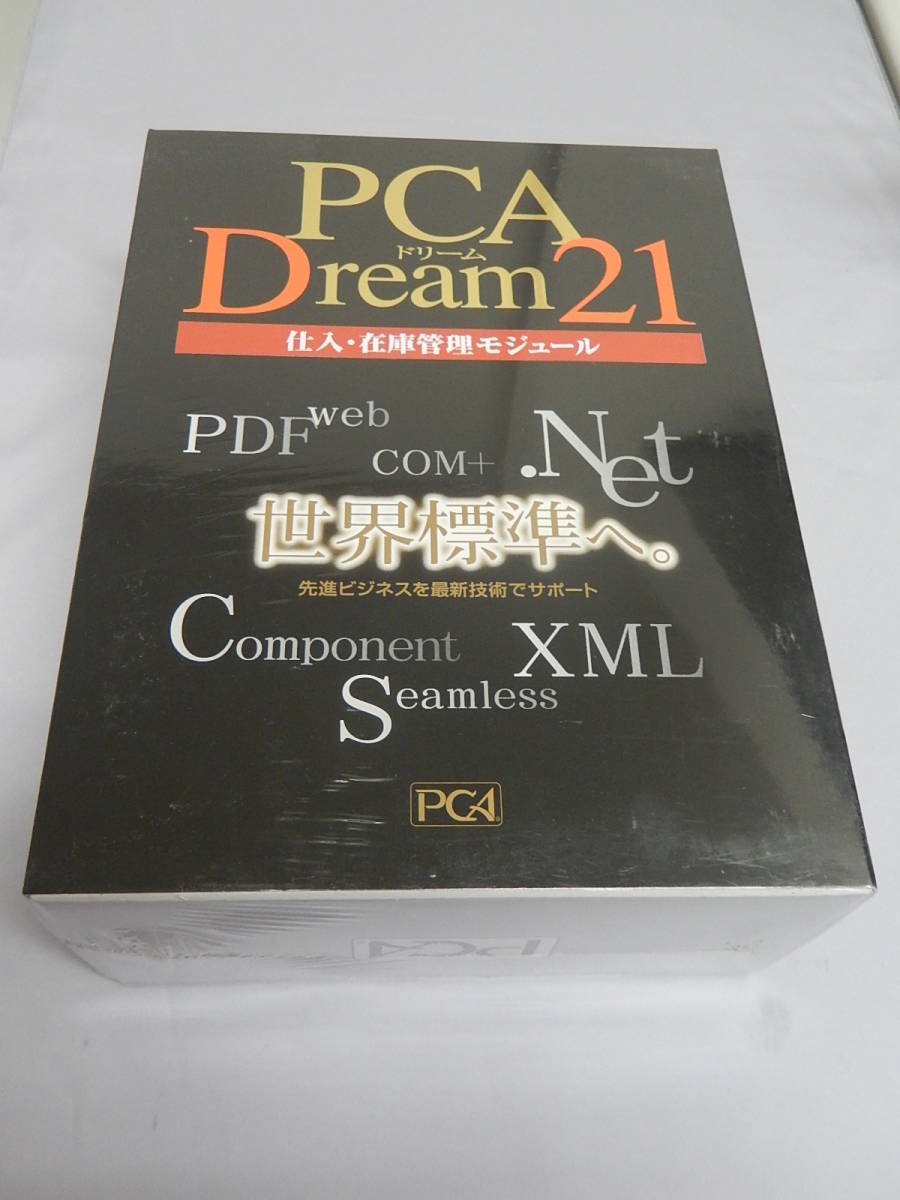 PCA
ドリーム
Dream21
仕入・在庫管理モジュール
PDF web
COM+ .Net
世界標準へ。
先進ビジネスを最新技術でサポート
Component XML
Seamless
PCA®
PCA